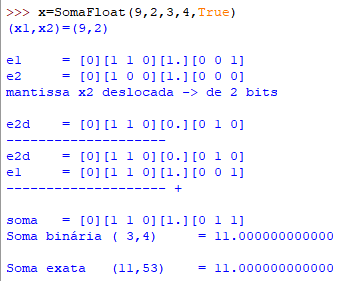 >>> x=SomaFloat(9,2,3,4,True)
(x1,x2)=(9,2)
e1    = [0][1 1 0][1.][0 0 1]
e2    = [0][1 0 0][1.][0 0 0]
mantissa x2 deslocada -> de 2 bits
e2d   = [0][1 1 0][0.][0 1 0]
--------------------
e2d   = [0][1 1 0][0.][0 1 0]
e1    = [0][1 1 0][1.][0 0 1]
-------------------- +
soma  = [0][1 1 0][1.][0 1 1]
Soma binária ( 3,4)     = 11.000000000000
Soma exata   (11,53)    = 11.000000000000